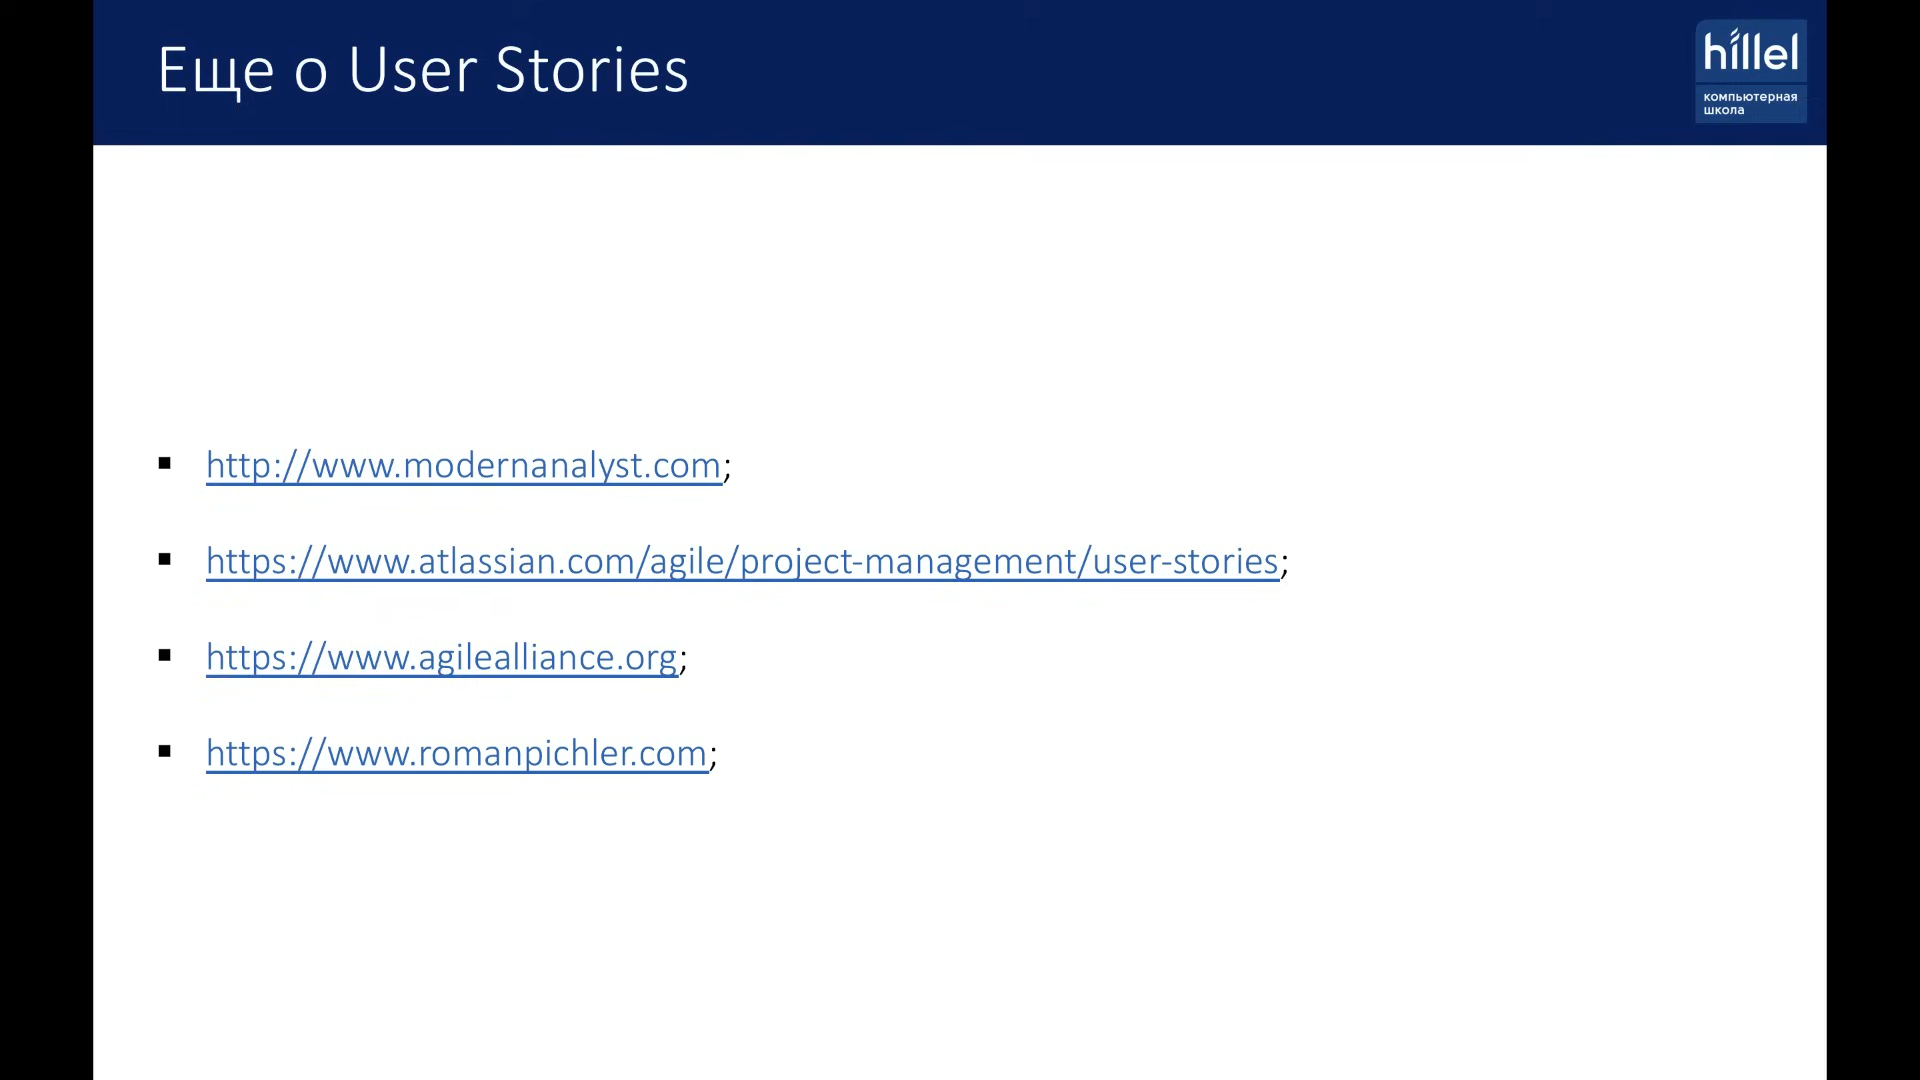 Еще о User Stories
hillel
компьютерная
школа
▪ http://www.modernanalyst.com;
▪ https://www.atlassian.com/agile/project-management/user-stories;
▪ https://www.agilealliance.org;
▪ https://www.romanpichler.com;